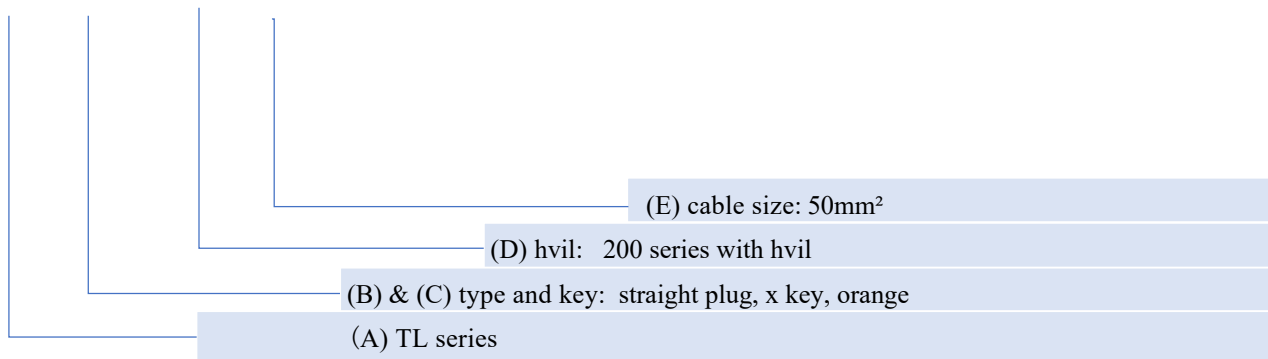 (E) cable size: 50mm²
(D) hvil: 200 series with hvil
(B) & (C) type and key: straight plug, x key, orange
（A) TL series